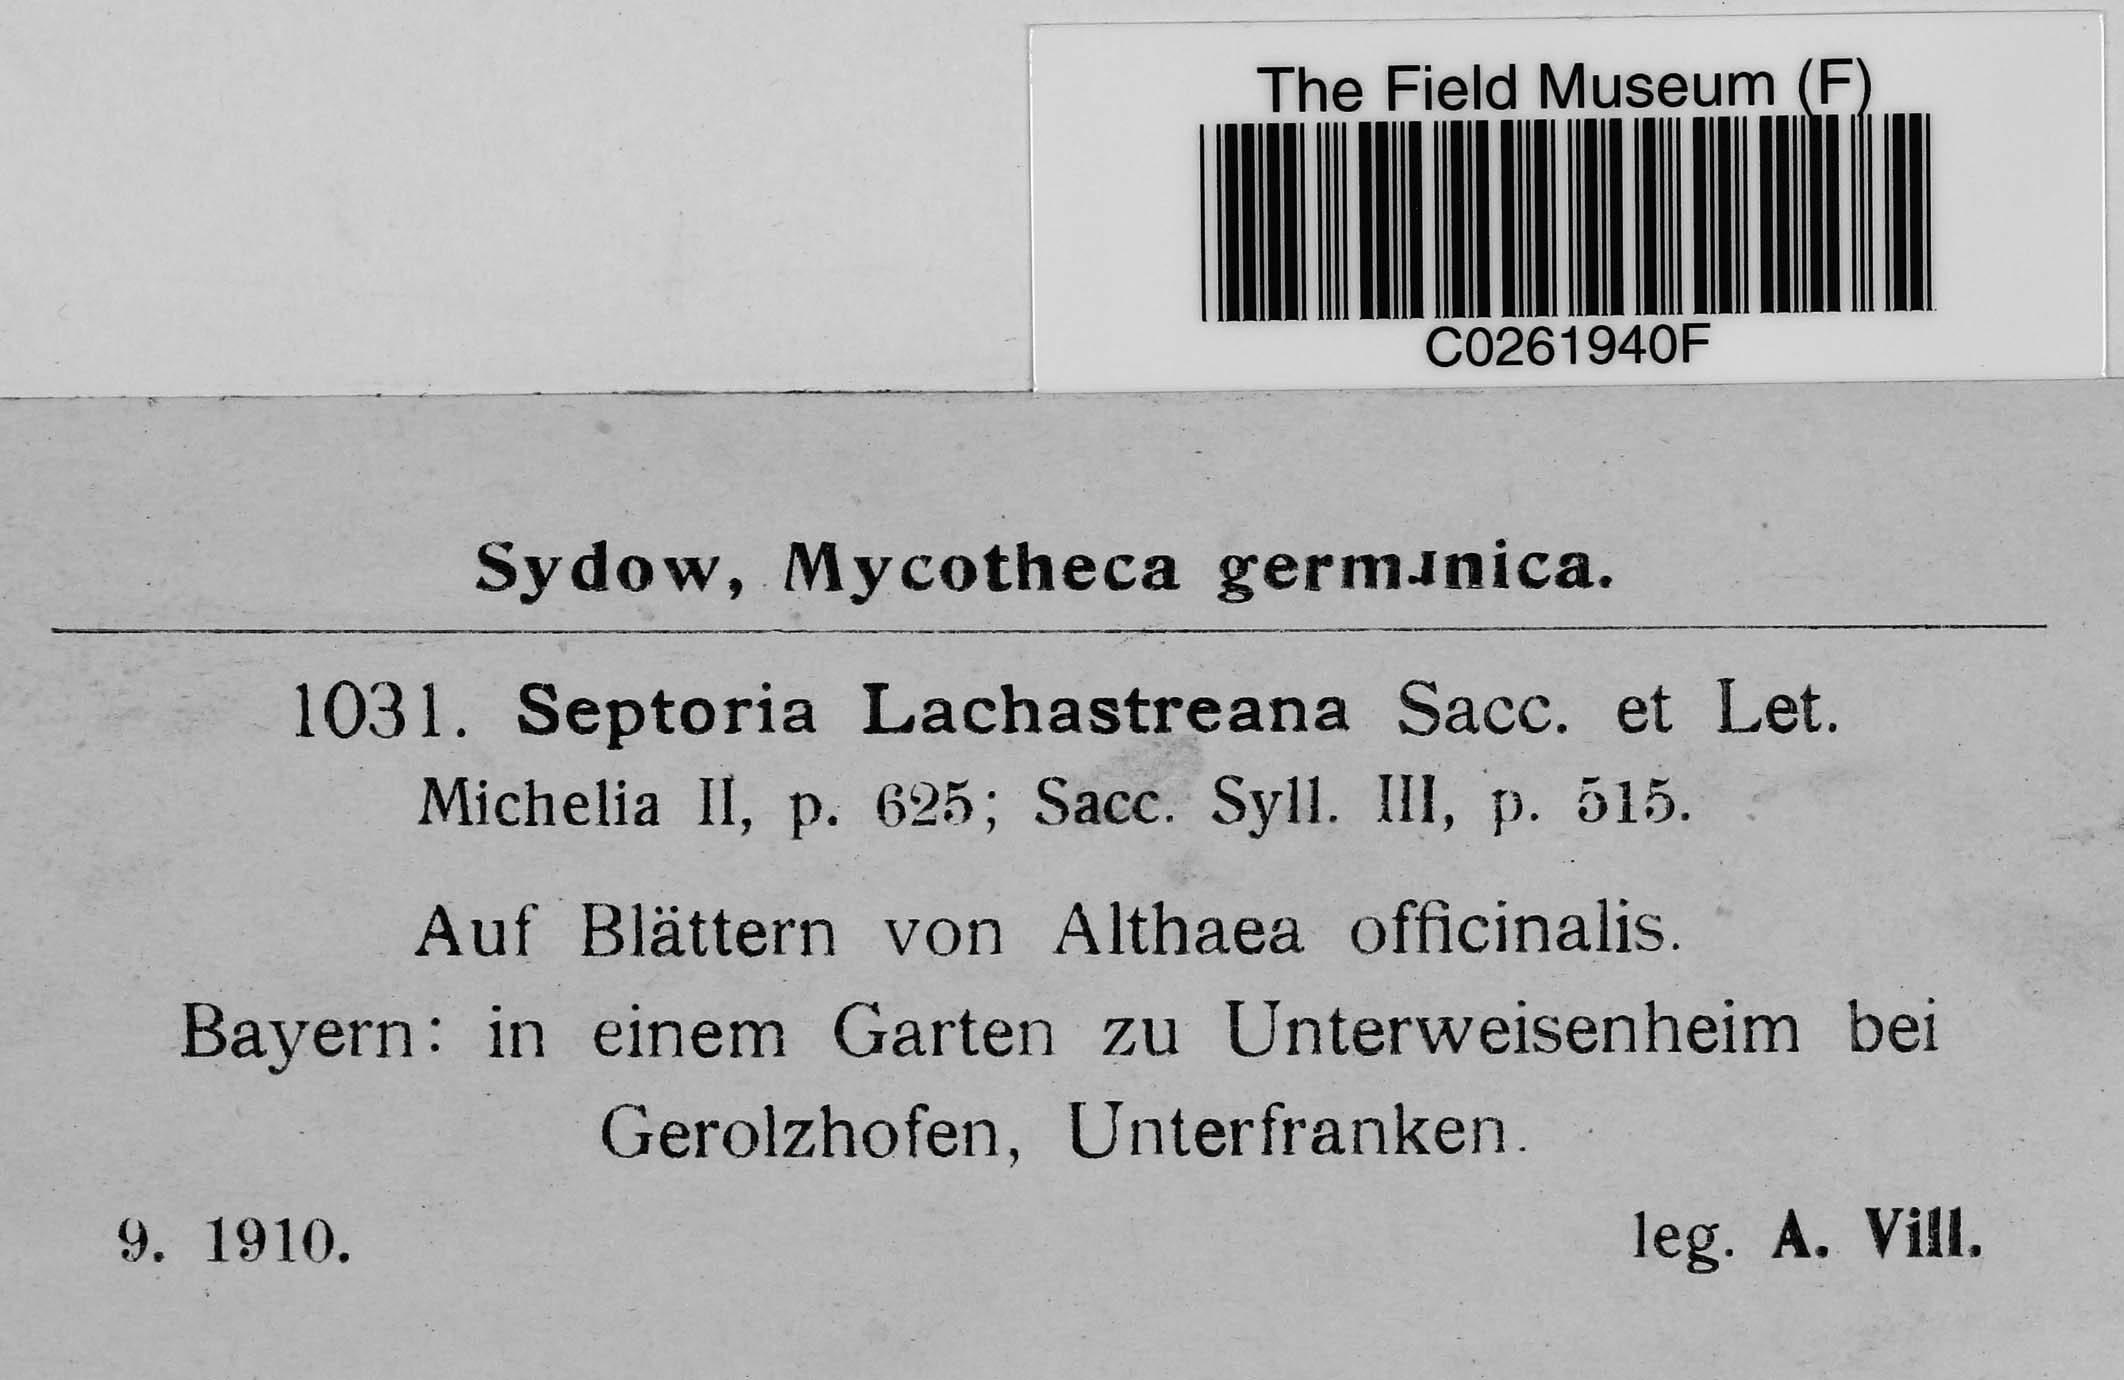 The Field Museum (F)
C0261940F
Sydow, Mycotheca germanica.
1031. Septoria Lachastreana Sacc. et Let.
Michelia II, p. 625; Sacc. Syll. III, p. 515.
Auf Blättern von Althaea officinalis.
Bayern: in einem Garten zu Unterweisenheim bei
Gerolzhofen, Unterfranken.
9. 1910.
leg. A. Vill.